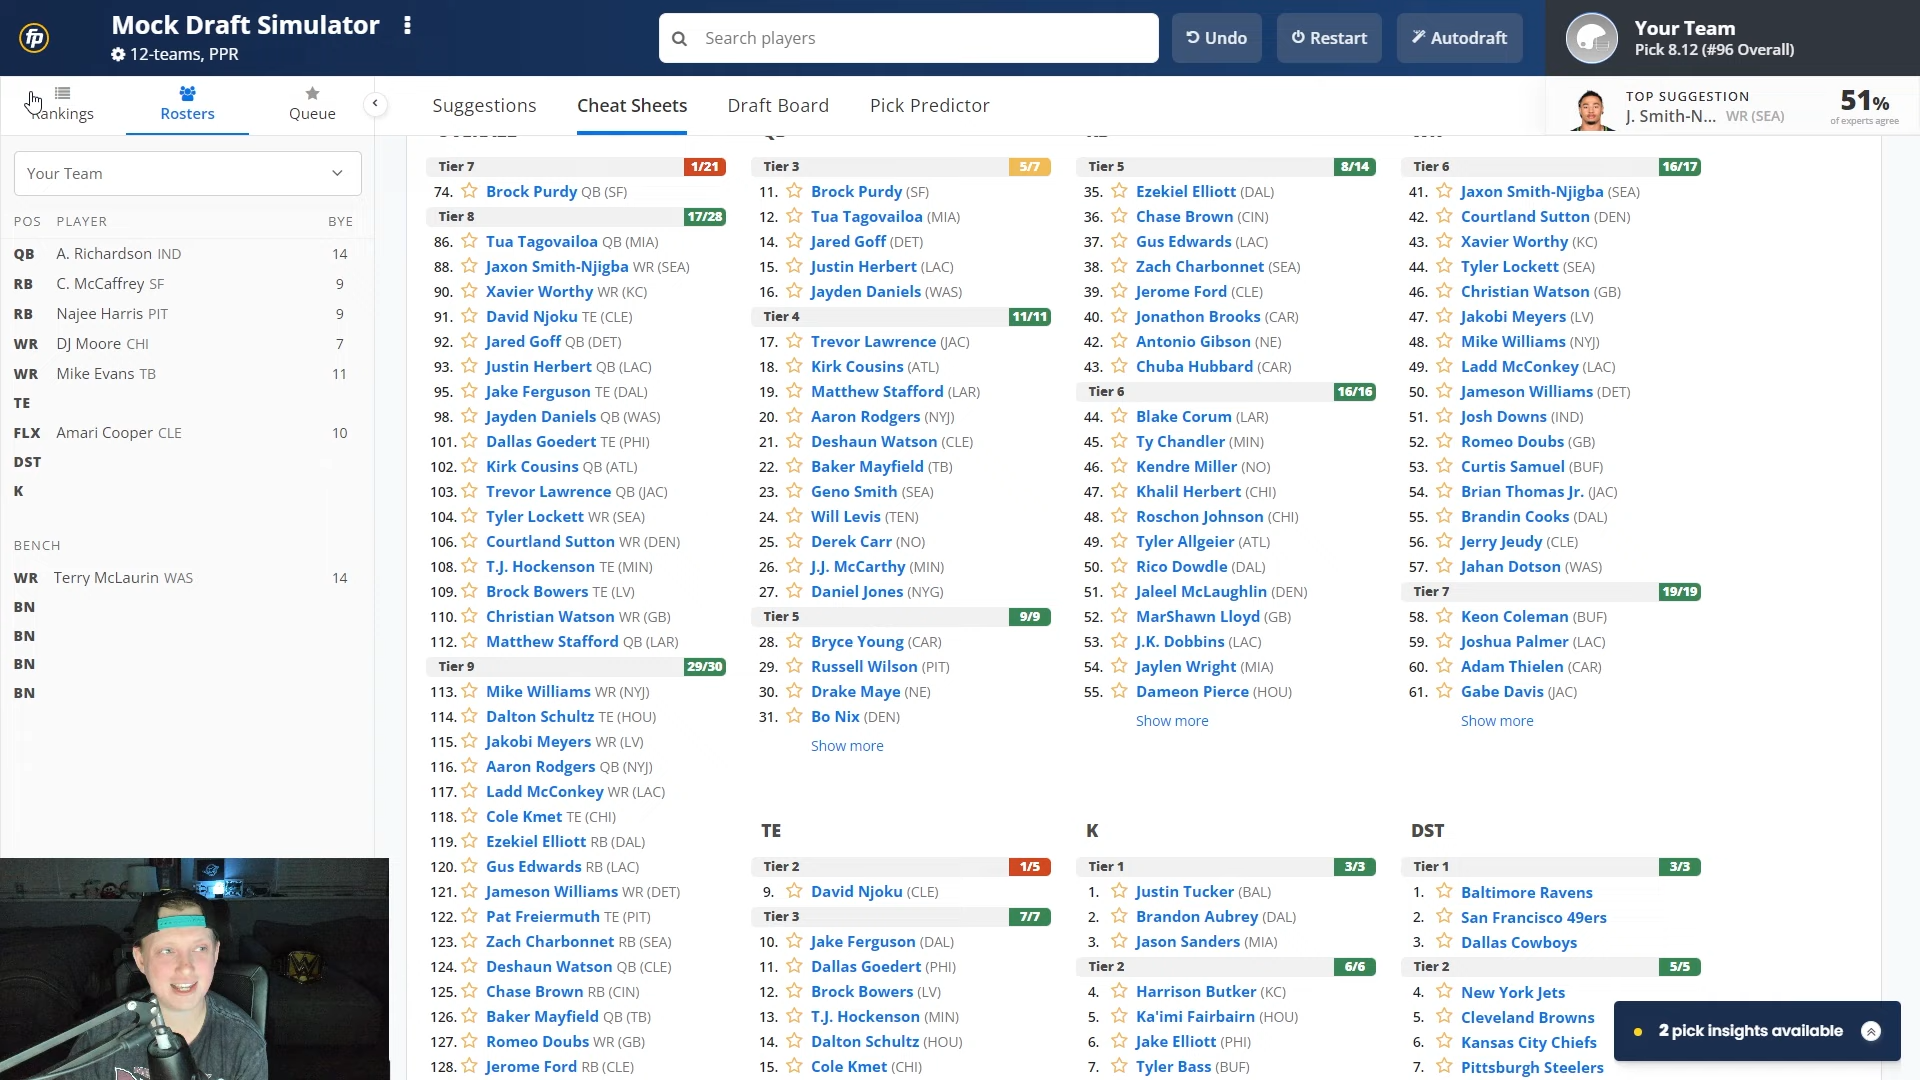 fp
Mock Draft Simulator
12-teams, PPR
Search players
Undo
Restart
Autodraft
Your Team
Pick 8.12 (#96 Overall)
Rankings
Rosters
Queue
Suggestions
Cheat Sheets
Draft Board
Pick Predictor
TOP SUGGESTION
J. Smith-N... WR (SEA)
51%
of experts agree
Your Team
POS PLAYER BYE
QB A. Richardson IND 14
RB C. McCaffrey SF 9
RB Najee Harris PIT 9
WR DJ Moore CHI 7
WR Mike Evans TB 11
TE
FLX Amari Cooper CLE 10
DST
K
BENCH
WR Terry McLaurin WAS 14
BN
BN
BN
BN
Tier 7 1/21
74. Brock Purdy QB (SF)
Tier 8 17/28
86. Tua Tagovailoa QB (MIA)
88. Jaxon Smith-Njigba WR (SEA)
90. Xavier Worthy WR (KC)
91. David Njoku TE (CLE)
92. Jared Goff QB (DET)
93. Justin Herbert QB (LAC)
95. Jake Ferguson TE (DAL)
98. Jayden Daniels QB (WAS)
101. Dallas Goedert TE (PHI)
102. Kirk Cousins QB (ATL)
103. Trevor Lawrence QB (JAC)
104. Tyler Lockett WR (SEA)
106. Courtland Sutton WR (DEN)
108. T.J. Hockenson TE (MIN)
109. Brock Bowers TE (LV)
110. Christian Watson WR (GB)
112. Matthew Stafford QB (LAR)
Tier 9 29/30
113. Mike Williams WR (NYJ)
114. Dalton Schultz TE (HOU)
115. Jakobi Meyers WR (LV)
116. Aaron Rodgers QB (NYJ)
117. Ladd McConkey WR (LAC)
118. Cole Kmet TE (CHI)
119. Ezekiel Elliott RB (DAL)
120. Gus Edwards RB (LAC)
121. Jameson Williams WR (DET)
122. Pat Freiermuth TE (PIT)
123. Zach Charbonnet RB (SEA)
124. Deshaun Watson QB (CLE)
125. Chase Brown RB (CIN)
126. Baker Mayfield QB (TB)
127. Romeo Doubs WR (GB)
128. Jerome Ford RB (CLE)
Tier 3 5/7
11. Brock Purdy (SF)
12. Tua Tagovailoa (MIA)
14. Jared Goff (DET)
15. Justin Herbert (LAC)
16. Jayden Daniels (WAS)
Tier 4 11/11
17. Trevor Lawrence (JAC)
18. Kirk Cousins (ATL)
19. Matthew Stafford (LAR)
20. Aaron Rodgers (NYJ)
21. Deshaun Watson (CLE)
22. Baker Mayfield (TB)
23. Geno Smith (SEA)
24. Will Levis (TEN)
25. Derek Carr (NO)
26. J.J. McCarthy (MIN)
27. Daniel Jones (NYG)
Tier 5 9/9
28. Bryce Young (CAR)
29. Russell Wilson (PIT)
30. Drake Maye (NE)
31. Bo Nix (DEN)
Show more
Tier 5 8/14
35. Ezekiel Elliott (DAL)
36. Chase Brown (CIN)
37. Gus Edwards (LAC)
38. Zach Charbonnet (SEA)
39. Jerome Ford (CLE)
40. Jonathon Brooks (CAR)
42. Antonio Gibson (NE)
43. Chuba Hubbard (CAR)
Tier 6 16/16
44. Blake Corum (LAR)
45. Ty Chandler (MIN)
46. Kendre Miller (NO)
47. Khalil Herbert (CHI)
48. Roschon Johnson (CHI)
49. Tyler Allgeier (ATL)
50. Rico Dowdle (DAL)
51. Jaleel McLaughlin (DEN)
52. MarShawn Lloyd (GB)
53. J.K. Dobbins (LAC)
54. Jaylen Wright (MIA)
55. Dameon Pierce (HOU)
Show more
Tier 6 16/17
41. Jaxon Smith-Njigba (SEA)
42. Courtland Sutton (DEN)
43. Xavier Worthy (KC)
44. Tyler Lockett (SEA)
46. Christian Watson (GB)
47. Jakobi Meyers (LV)
48. Mike Williams (NYJ)
49. Ladd McConkey (LAC)
50. Jameson Williams (DET)
51. Josh Downs (IND)
52. Romeo Doubs (GB)
53. Curtis Samuel (BUF)
54. Brian Thomas Jr. (JAC)
55. Brandin Cooks (DAL)
56. Jerry Jeudy (CLE)
57. Jahan Dotson (WAS)
Tier 7 19/19
58. Keon Coleman (BUF)
59. Joshua Palmer (LAC)
60. Adam Thielen (CAR)
61. Gabe Davis (JAC)
Show more
TE
Tier 2 1/5
9. David Njoku (CLE)
Tier 3 7/7
10. Jake Ferguson (DAL)
11. Dallas Goedert (PHI)
12. Brock Bowers (LV)
13. T.J. Hockenson (MIN)
14. Dalton Schultz (HOU)
15. Cole Kmet (CHI)
K
Tier 1 3/3
1. Justin Tucker (BAL)
2. Brandon Aubrey (DAL)
3. Jason Sanders (MIA)
Tier 2 6/6
4. Harrison Butker (KC)
5. Ka'imi Fairbairn (HOU)
6. Jake Elliott (PHI)
7. Tyler Bass (BUF)
DST
Tier 1 3/3
1. Baltimore Ravens
2. San Francisco 49ers
3. Dallas Cowboys
Tier 2 5/5
4. New York Jets
5. Cleveland Browns
6. Kansas City Chiefs
7. Pittsburgh Steelers
2 pick insights available